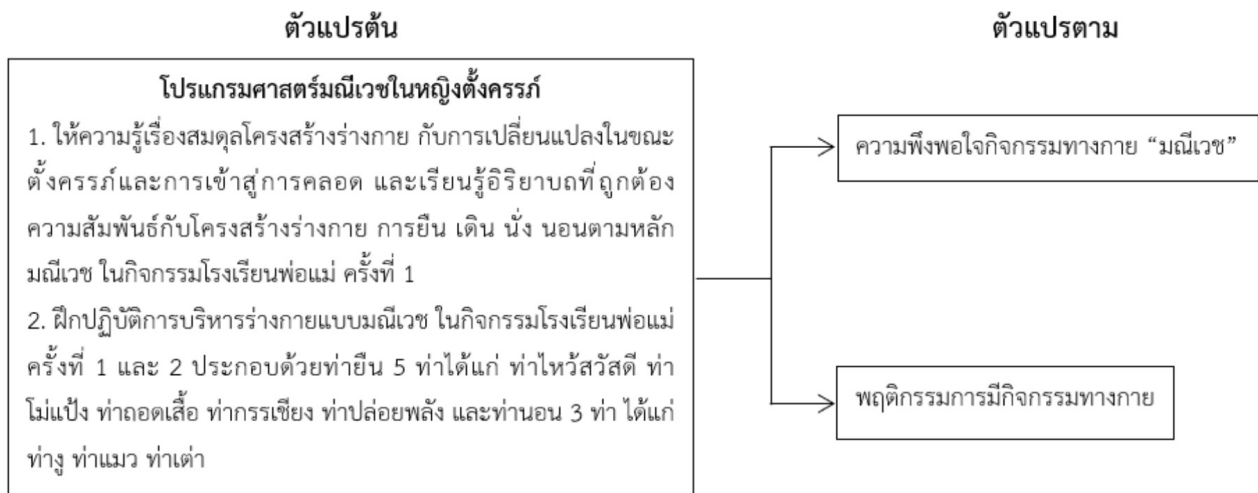 ตัวแปรต้น
ตัวแปรตาม
โปรแกรมศาสตร์มณีเวชในหญิงตั้งครรภ์
1. ให้ความรู้เรื่องสมดุลโครงสร้างร่างกาย กับการเปลี่ยนแปลงในขณะ
ตั้งครรภ์และการเข้าสู่การคลอด และเรียนรู้อิริยาบถที่ถูกต้อง
ความสัมพันธ์กับโครงสร้างร่างกาย การยืน เดิน นั่ง นอนตามหลัก
มณีเวช ในกิจกรรมโรงเรียนพ่อแม่ ครั้งที่ 1
2. ฝึกปฏิบัติการบริหารร่างกายแบบมณีเวช ในกิจกรรมโรงเรียนพ่อแม่
ครั้งที่ 1 และ 2 ประกอบด้วยท่ายืน 5 ท่าได้แก่ ท่าไหว้สวัสดี ท่า
โม่แป้ง ท่าถอดเสื้อ ท่ากรรเชียง ท่าปล่อยพลัง และท่านอน 3 ท่า ได้แก่
ท่างู ท่าแมว ท่าเต่า
ความพึงพอใจกิจกรรมทางกาย “มณีเวช”
พฤติกรรมการมีกิจกรรมทางกาย